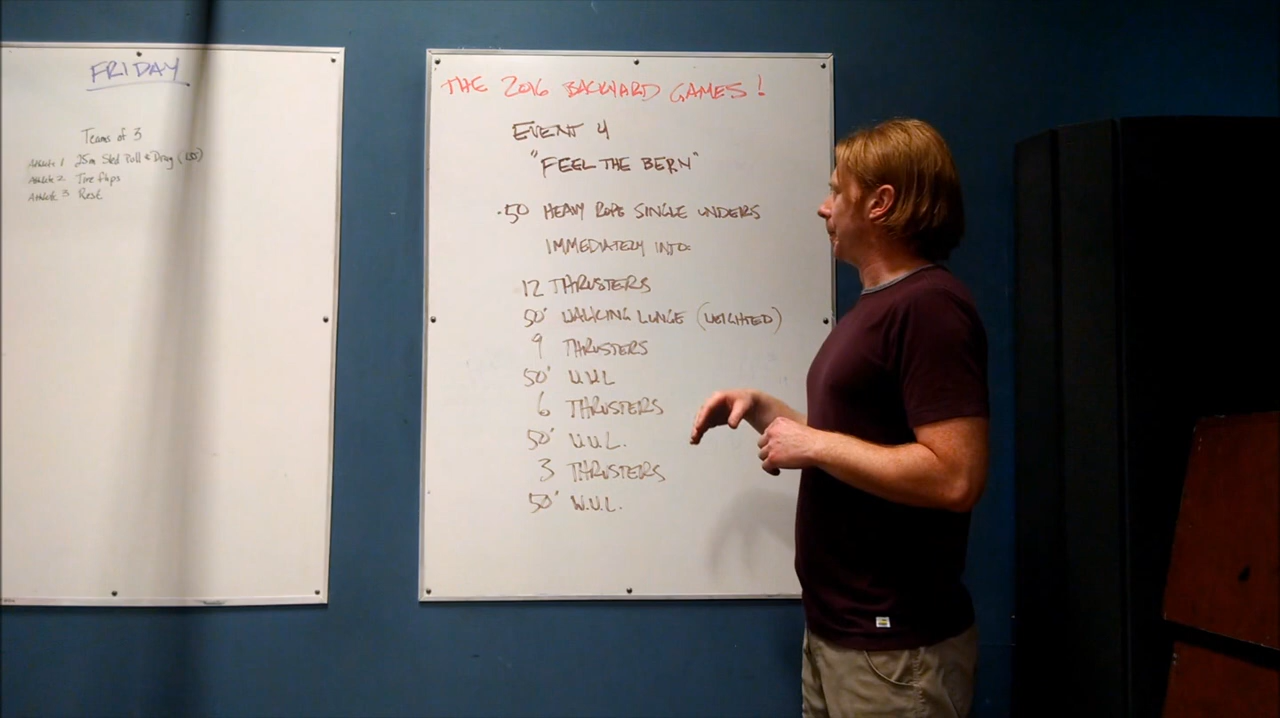 FRIDAY
Teams of 3
Athlete 1 25m Sled Pull & Drag
Athlete 2 Tire flips
Athlete 3 Rest
THE 2016 BACKYARD GAMES!
EVENT 4
"FEEL THE BERN"
·50 HEAVY ROPE SINGLE UNDERS
IMMEDIATELY INTO:
12 THRUSTERS
50' WALKING LUNGE (WEIGHTED)
9 THRUSTERS
50' W.W.L
6 THRUSTERS
50' W.W.L.
3 THRUSTERS
50' W.W.L.